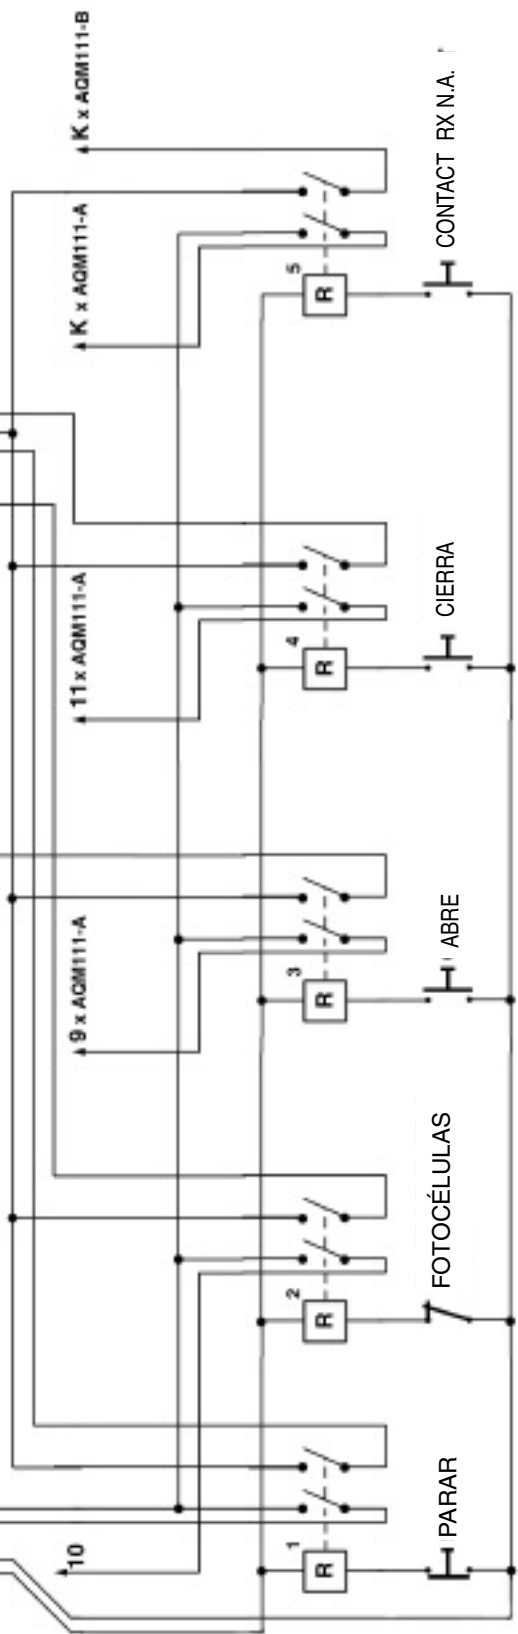 K x AQM111-B
K x AQM111-A
11 x AQM111-A
9 x AQM111-A
10
5
R
4
R
3
R
2
R
1
R
CONTACT RX N.A.
CIERRA
ABRE
FOTOCÉLULAS
PARAR